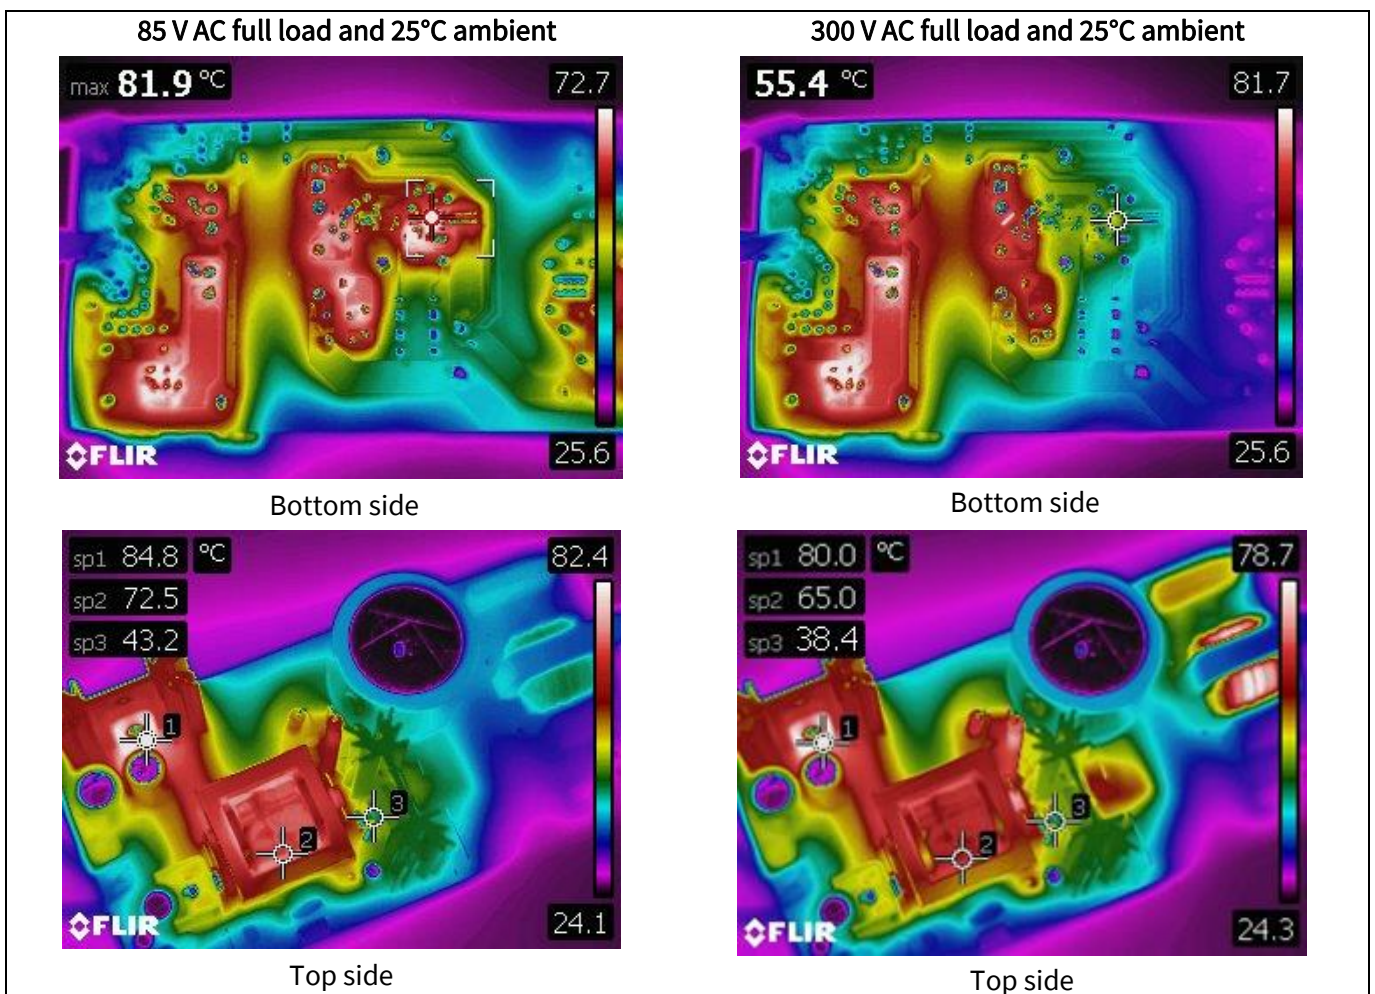 85 V AC full load and 25°C ambient
300 V AC full load and 25°C ambient
max 81.9 °C
72.7
FLIR
25.6
Bottom side
55.4 °C
81.7
FLIR
25.6
Bottom side
sp1 84.8 °C
sp2 72.5
sp3 43.2
82.4
1
2
3
FLIR
24.1
Top side
sp1 80.0 °C
sp2 65.0
sp3 38.4
78.7
1
2
3
FLIR
24.3
Top side